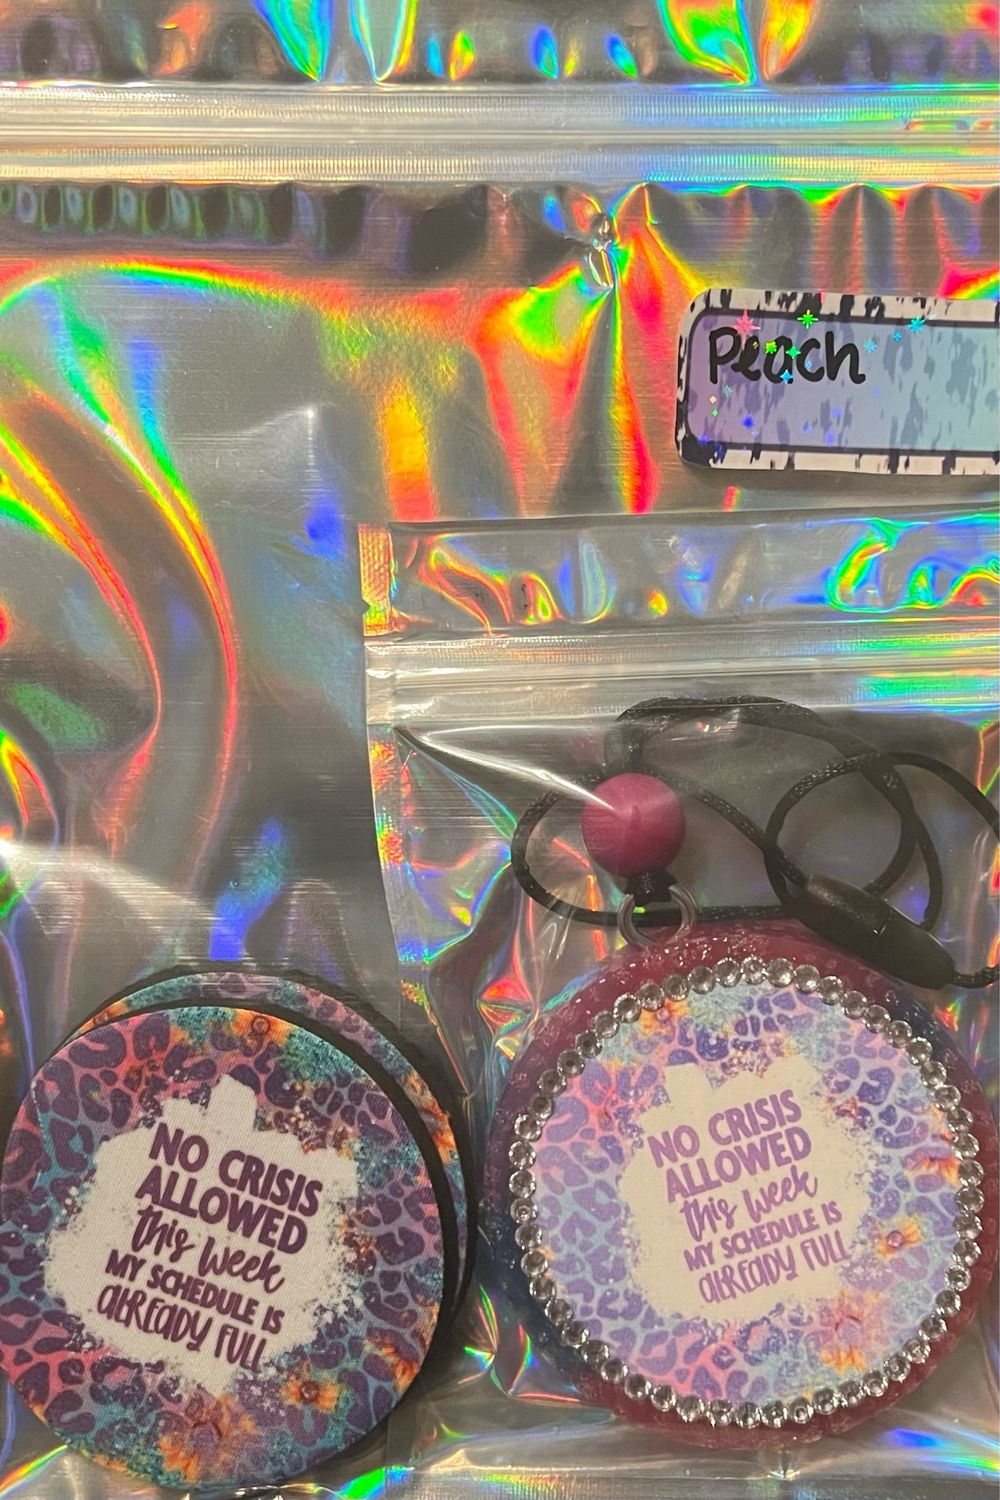 Peach
NO CRISIS
ALLOWED
this week
MY SCHEDULE IS
alREADY FULL
NO CRISIS
ALLOWED
this week
MY SCHEDULE IS
alREADY FULL